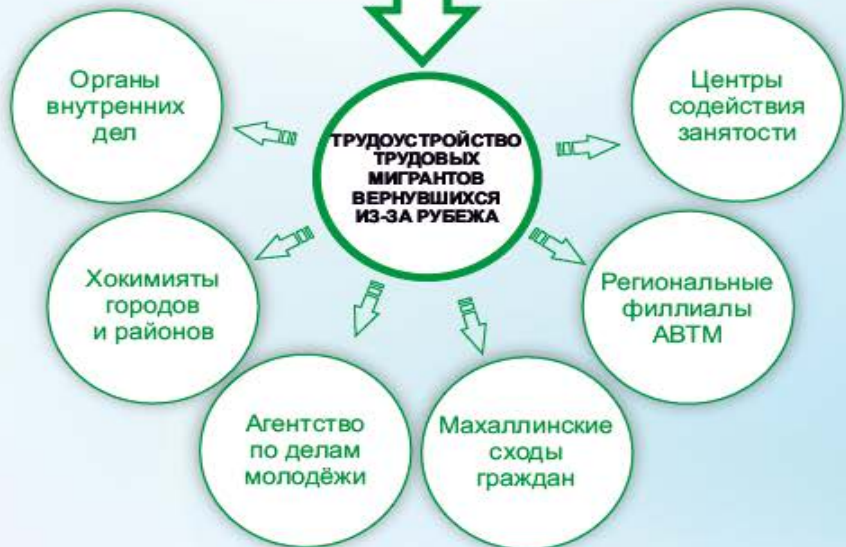 ТРУДОУСТРОЙСТВО
ТРУДОВЫХ
МИГРАНТОВ
ВЕРНУВШИХСЯ
ИЗ-ЗА РУБЕЖА
Органы
внутренних
дел
Хокимияты
городов
и районов
Агентство
по делам
молодёжи
Махаллинские
сходы
граждан
Региональные
филлиалы
АВТМ
Центры
содействия
занятости